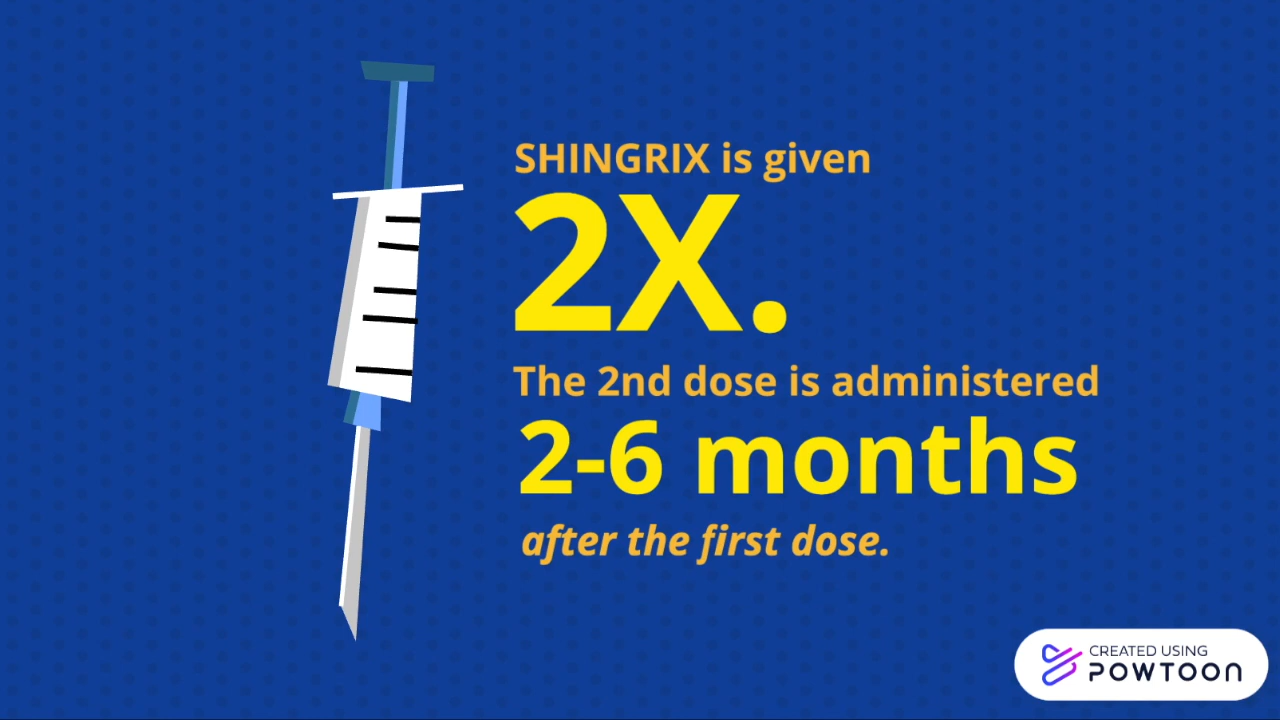 SHINGRIX is given
2X.
The 2nd dose is administered
2-6 months
after the first dose.
CREATED USING
POWTOON